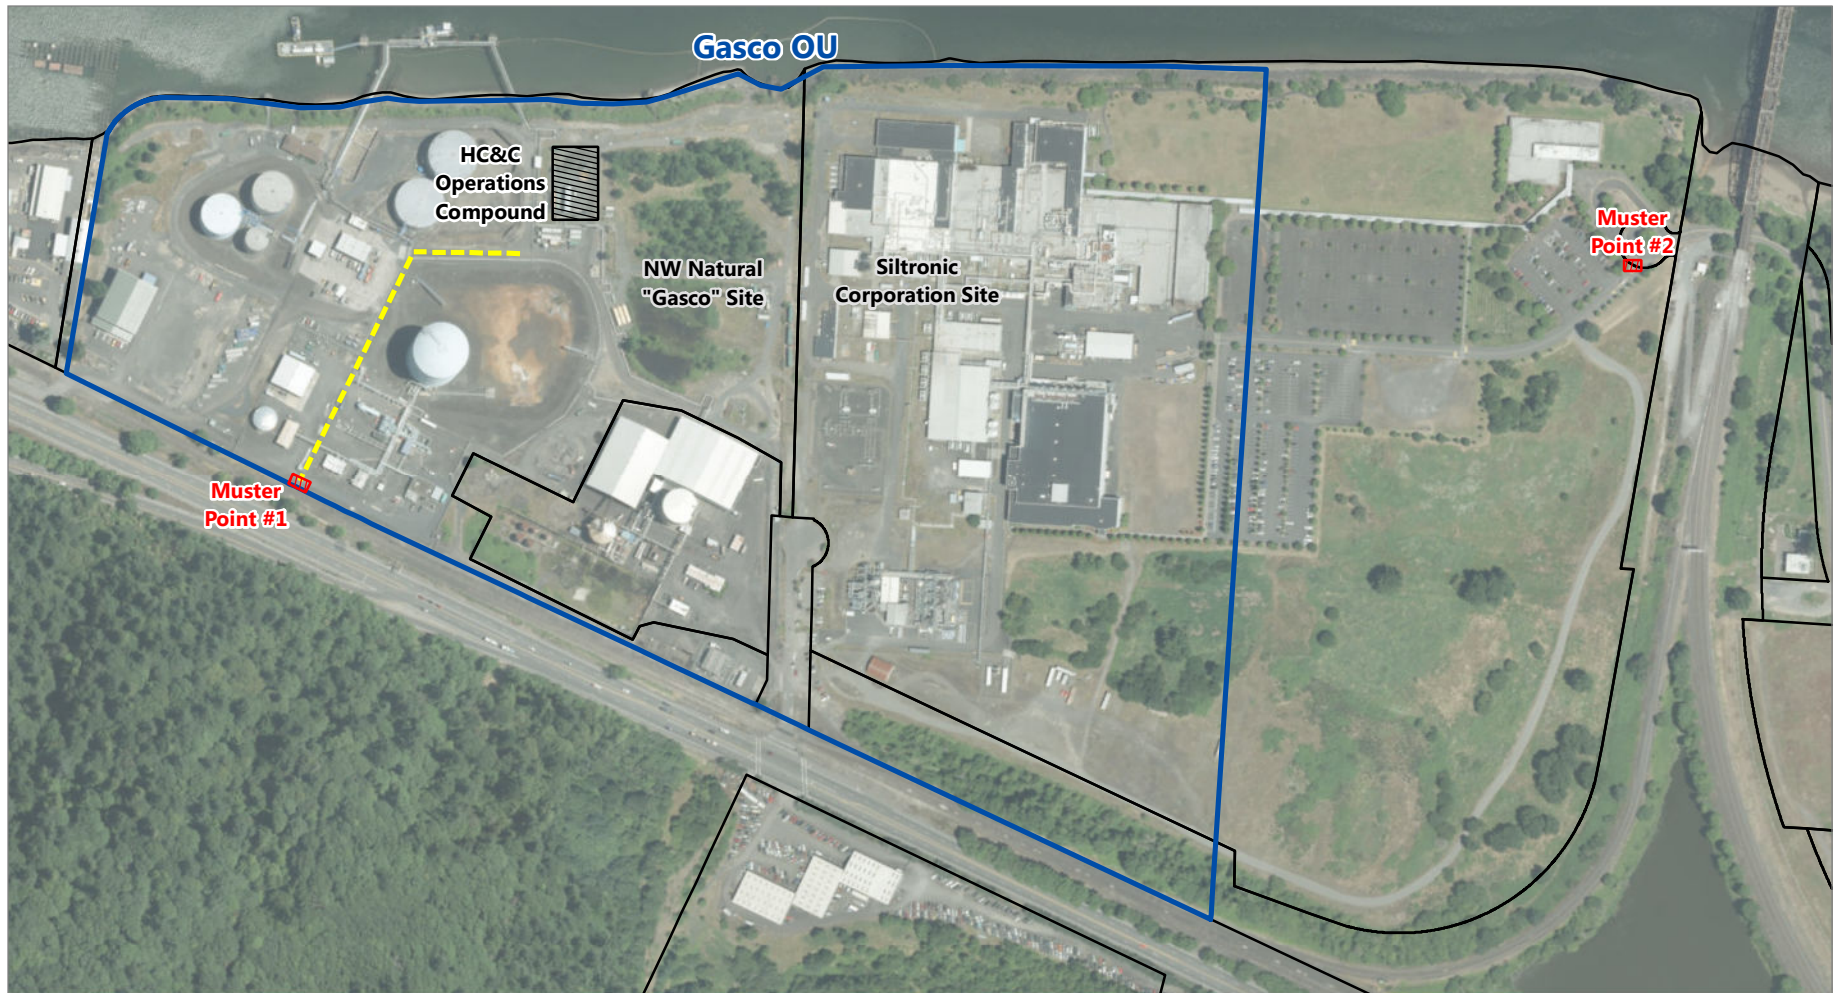 Gasco OU
HC&C
Operations
Compound
NW Natural
"Gasco" Site
Siltronic
Corporation Site
Muster
Point #2
Muster
Point #1